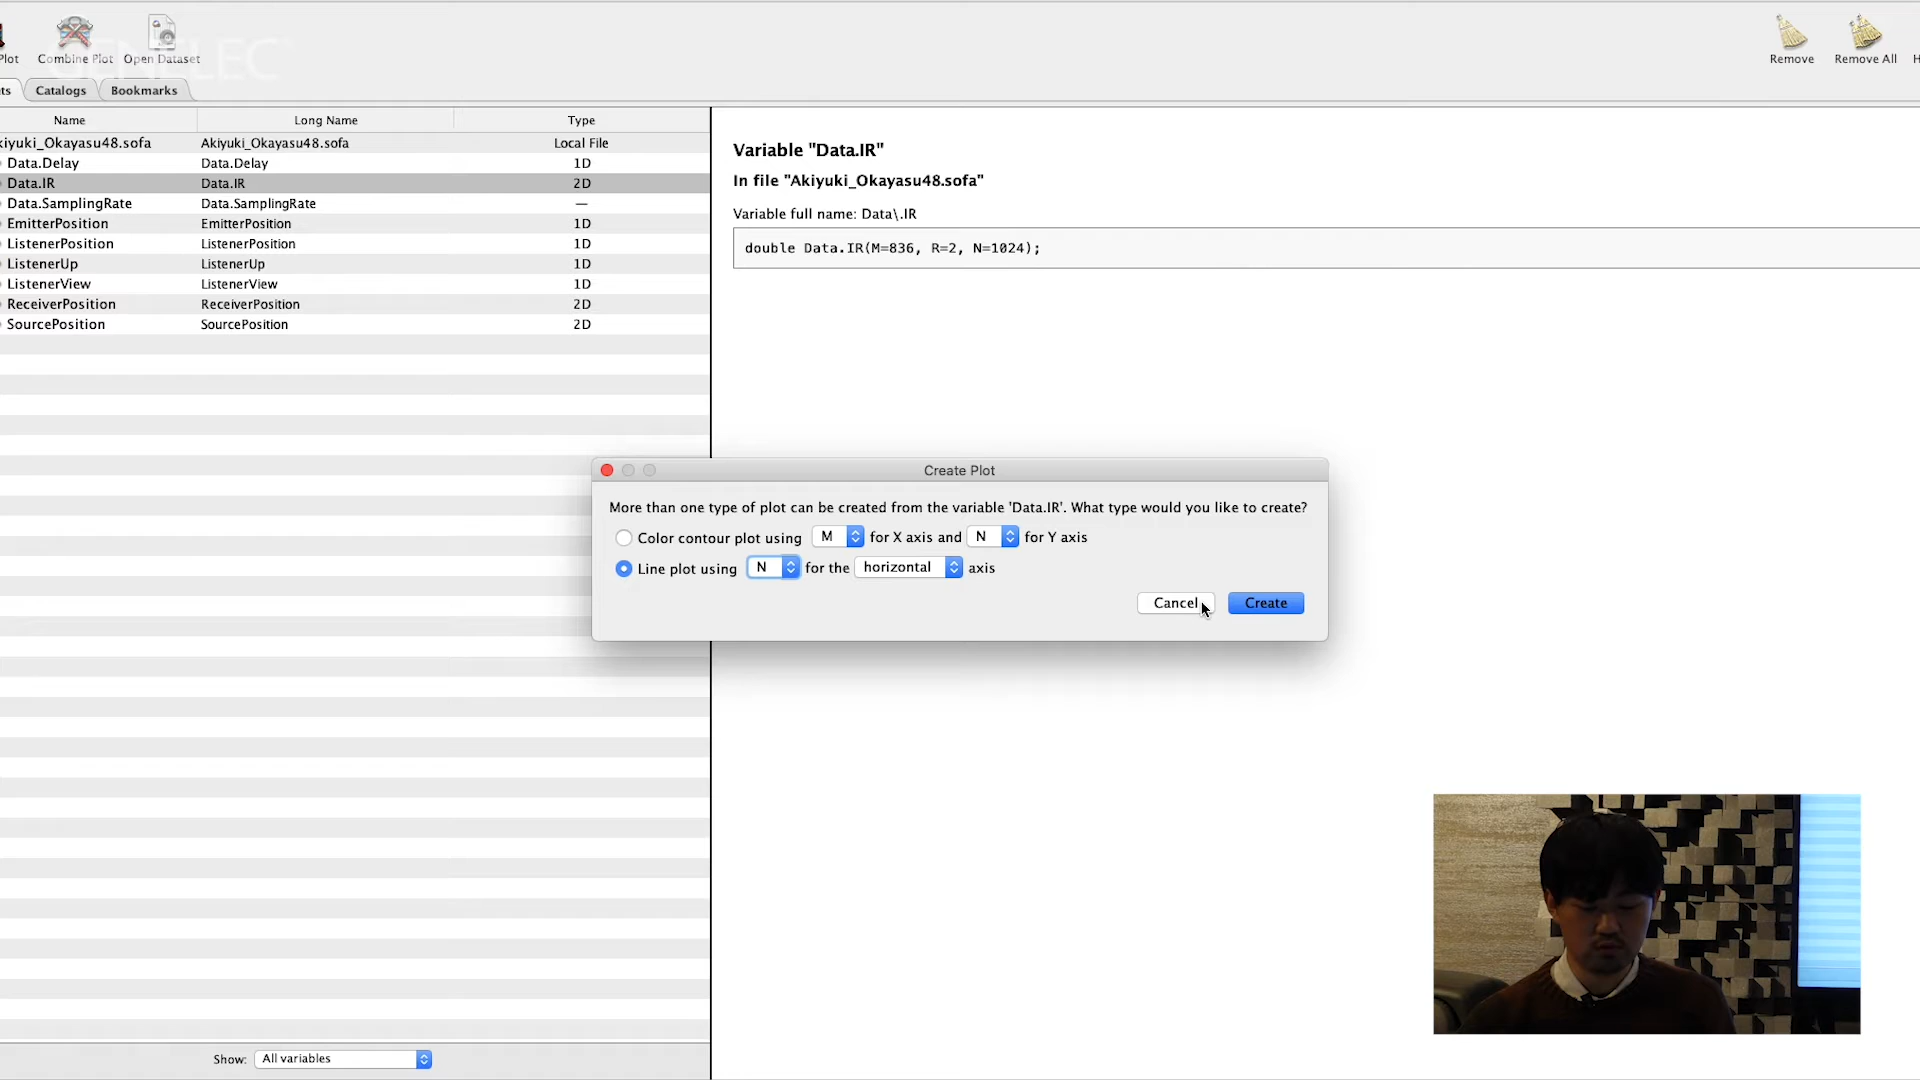 Plot
Combine Plot
Open Dataset
GENELEC
Remove
Remove All
Catalogs
Bookmarks
Name Long Name Type
kiyuki_Okayasu48.sofa Akiyuki_Okayasu48.sofa Local File
Data.Delay Data.Delay 1D
Data.IR Data.IR 2D
Data.SamplingRate Data.SamplingRate —
EmitterPosition EmitterPosition 1D
ListenerPosition ListenerPosition 1D
ListenerUp ListenerUp 1D
ListenerView ListenerView 1D
ReceiverPosition ReceiverPosition 2D
SourcePosition SourcePosition 2D
Variable "Data.IR"
In file "Akiyuki_Okayasu48.sofa"
Variable full name: Data\.IR
double Data.IR(M=836, R=2, N=1024);
Create Plot
More than one type of plot can be created from the variable 'Data.IR'. What type would you like to create?
Color contour plot using M for X axis and N for Y axis
Line plot using N for the horizontal axis
Cancel Create
Show: All variables